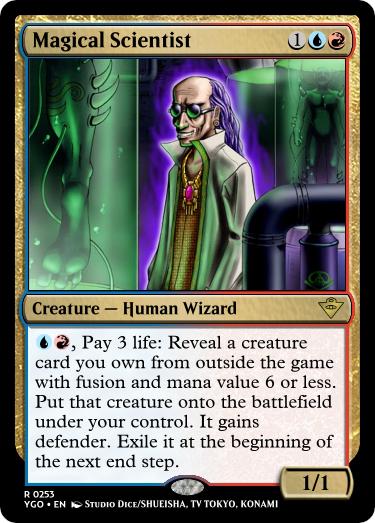 Magical Scientist 1
Creature — Human Wizard
, Pay 3 life: Reveal a creature
card you own from outside the game
with fusion and mana value 6 or less.
Put that creature onto the battlefield
under your control. It gains
defender. Exile it at the beginning of
the next end step.
1/1
R 0253
YGO • EN Studio Dice/SHUEISHA, TV TOKYO, KONAMI